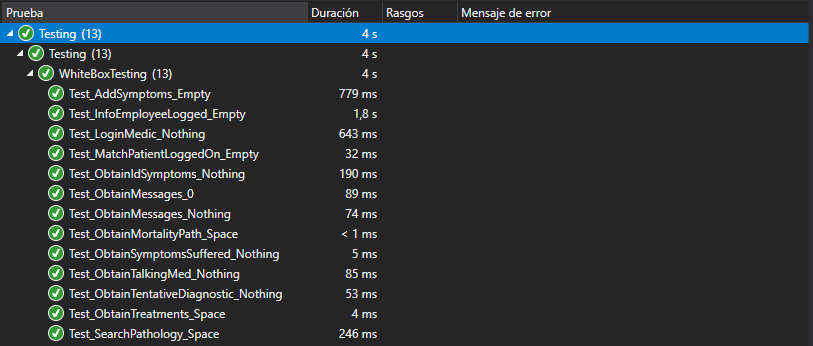 Prueba Duración Rasgos Mensaje de error
Testing (13) 4 s
Testing (13) 4 s
WhiteBoxTesting (13) 4 s
Test_AddSymptoms_Empty 779 ms
Test_InfoEmployeeLogged_Empty 1,8 s
Test_LoginMedic_Nothing 643 ms
Test_MatchPatientLoggedOn_Empty 32 ms
Test_ObtainIdSymptoms_Nothing 190 ms
Test_ObtainMessages_0 89 ms
Test_ObtainMessages_Nothing 74 ms
Test_ObtainMortalityPath_Space < 1 ms
Test_ObtainSymptomsSuffered_Nothing 5 ms
Test_ObtainTalkingMed_Nothing 85 ms
Test_ObtainTentativeDiagnostic_Nothing 53 ms
Test_ObtainTreatments_Space 4 ms
Test_SearchPathology_Space 246 ms